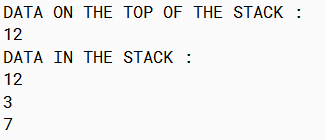 DATA ON THE TOP OF THE STACK :
12
DATA IN THE STACK :
12
3
7